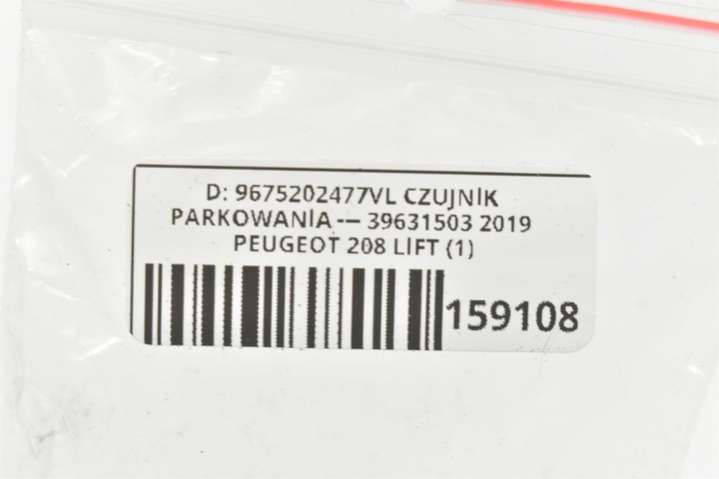 D: 9675202477VL CZUJNIK
PARKOWANIA --- 39631503 2019
PEUGEOT 208 LIFT (1)
159108